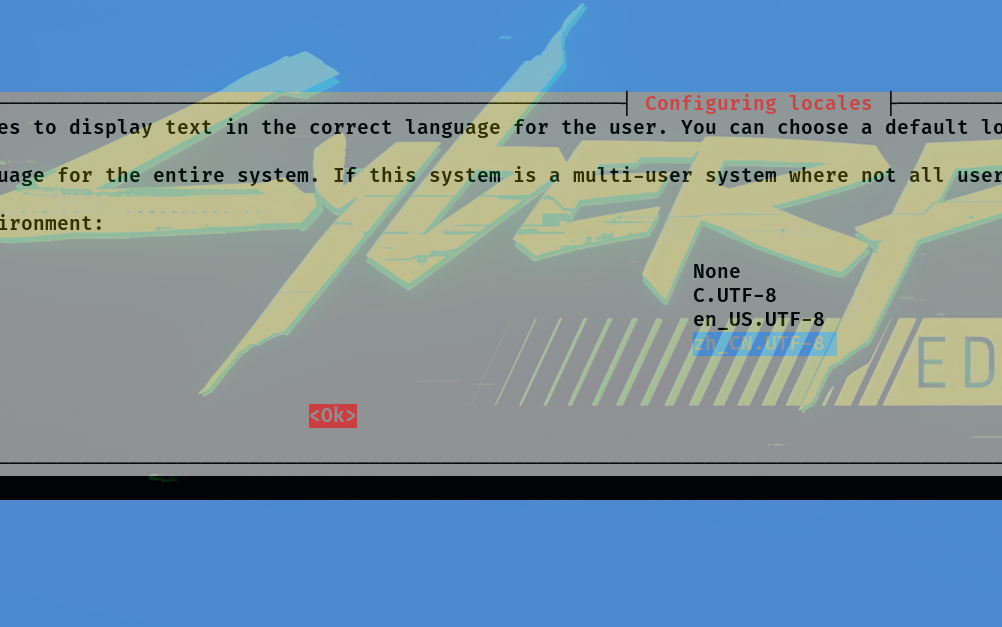 Configuring locales
es to display text in the correct language for the user. You can choose a default lo
uage for the entire system. If this system is a multi-user system where not all user
ironment:
None
C.UTF-8
en_US.UTF-8
zh_CN.UTF-8
<Ok>
CYBERP
ED